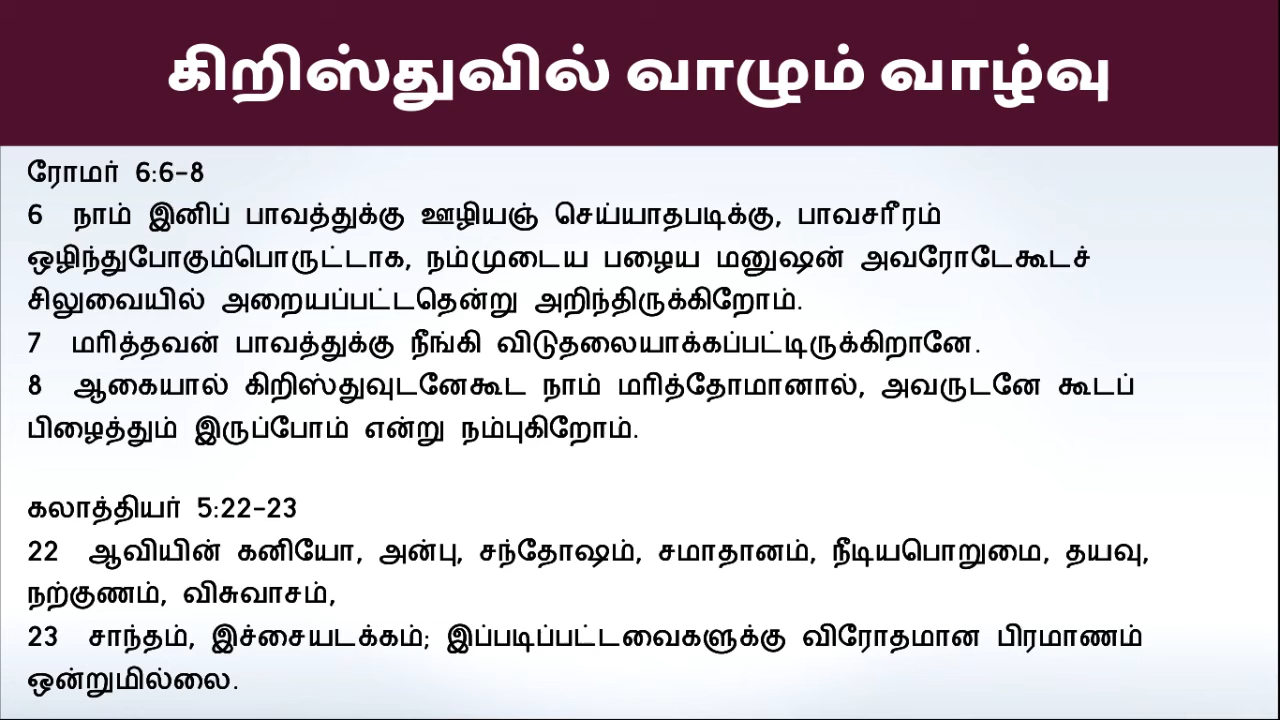 கிறிஸ்துவில் வாழும் வாழ்வு
ரோமர் 6:6-8
6 நாம் இனிப் பாவத்துக்கு ஊழியஞ் செய்யாதபடிக்கு, பாவசரீரம்
ஒழிந்துபோகும்பொருட்டாக, நம்முடைய பழைய மனுஷன் அவரோடேகூடச்
சிலுவையில் அறையப்பட்டதென்று அறிந்திருக்கிறோம்.
7 மரித்தவன் பாவத்துக்கு நீங்கி விடுதலையாக்கப்பட்டிருக்கிறானே.
8 ஆகையால் கிறிஸ்துவுடனேகூட நாம் மரித்தோமானால், அவருடனே கூடப்
பிழைத்தும் இருப்போம் என்று நம்புகிறோம்.
கலாத்தியர் 5:22-23
22 ஆவியின் கனியோ, அன்பு, சந்தோஷம், சமாதானம், நீடியபொறுமை, தயவு,
நற்குணம், விசுவாசம்,
23 சாந்தம், இச்சையடக்கம்; இப்படிப்பட்டவைகளுக்கு விரோதமான பிரமாணம்
ஒன்றுமில்லை.